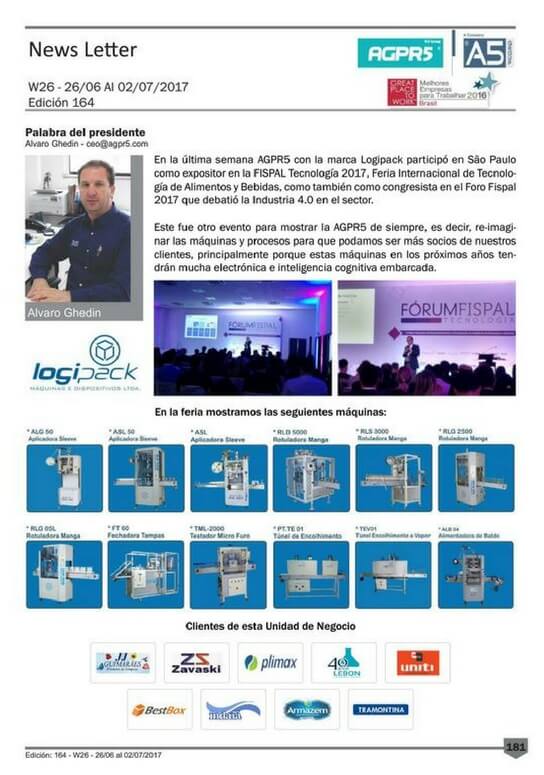 News Letter
AGPR5
A5
W26 - 26/06 Al 02/07/2017
Edición 164
GREAT PLACE TO WORK
Melhores Empresas para Trabalhar 2016
Brasil
Palabra del presidente
Alvaro Ghedin - ceo@agpr5.com
En la última semana AGPR5 con la marca Logipack participó en São Paulo
como expositor en la FISPAL Tecnología 2017, Feria Internacional de Tecnolo-
gía de Alimentos y Bebidas, como también como congresista en el Foro Fispal
2017 que debatió la Industria 4.0 en el sector.
Este fue otro evento para mostrar la AGPR5 de siempre, es decir, re-imagi-
nar las máquinas y procesos para que podamos ser más socios de nuestros
clientes, principalmente porque estas máquinas en los próximos años ten-
drán mucha electrónica e inteligencia cognitiva embarcada.
Alvaro Ghedin
FÓRUMFISPAL
FÓRUMFISPAL
TECNOLOGIA
logipack
MÁQUINAS E DISPOSITIVOS LTDA.
En la feria mostramos las seguientes máquinas:
* ALG 50
Aplicadora Sleeve
* ASL 50
Aplicadora Sleeve
* ASL
Aplicadora Sleeve
* RLG 5000
Rotuladora Manga
* RLS 3000
Rotuladora Manga
* RLG 2500
Rotuladora Manga
* RLG 05L
Rotuladora Manga
* FT 60
Fechadora Tampas
* TML-2000
Testador Micro Furo
* PT.TE 01
Túnel de Encolhimento
* TEV01
Túnel Encolhimento a Vapor
* ALB 04
Alimentadora de Balde
Clientes de esta Unidad de Negocio
JJ GUIMARÃES
ZS Zavaski
plimax
40 LEBON
uniti
BestBox
Armazem
TRAMONTINA
Edición: 164 - W26 - 26/06 al 02/07/2017
181